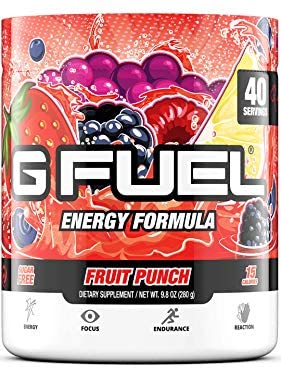 40
SERVINGS
G FUEL
ENERGY FORMULA
FRUIT PUNCH
SUGAR
FREE
15
CALORIES
DIETARY SUPPLEMENT / NET WT. 9.8 OZ (280 g)
ENERGY
FOCUS
ENDURANCE
REACTION